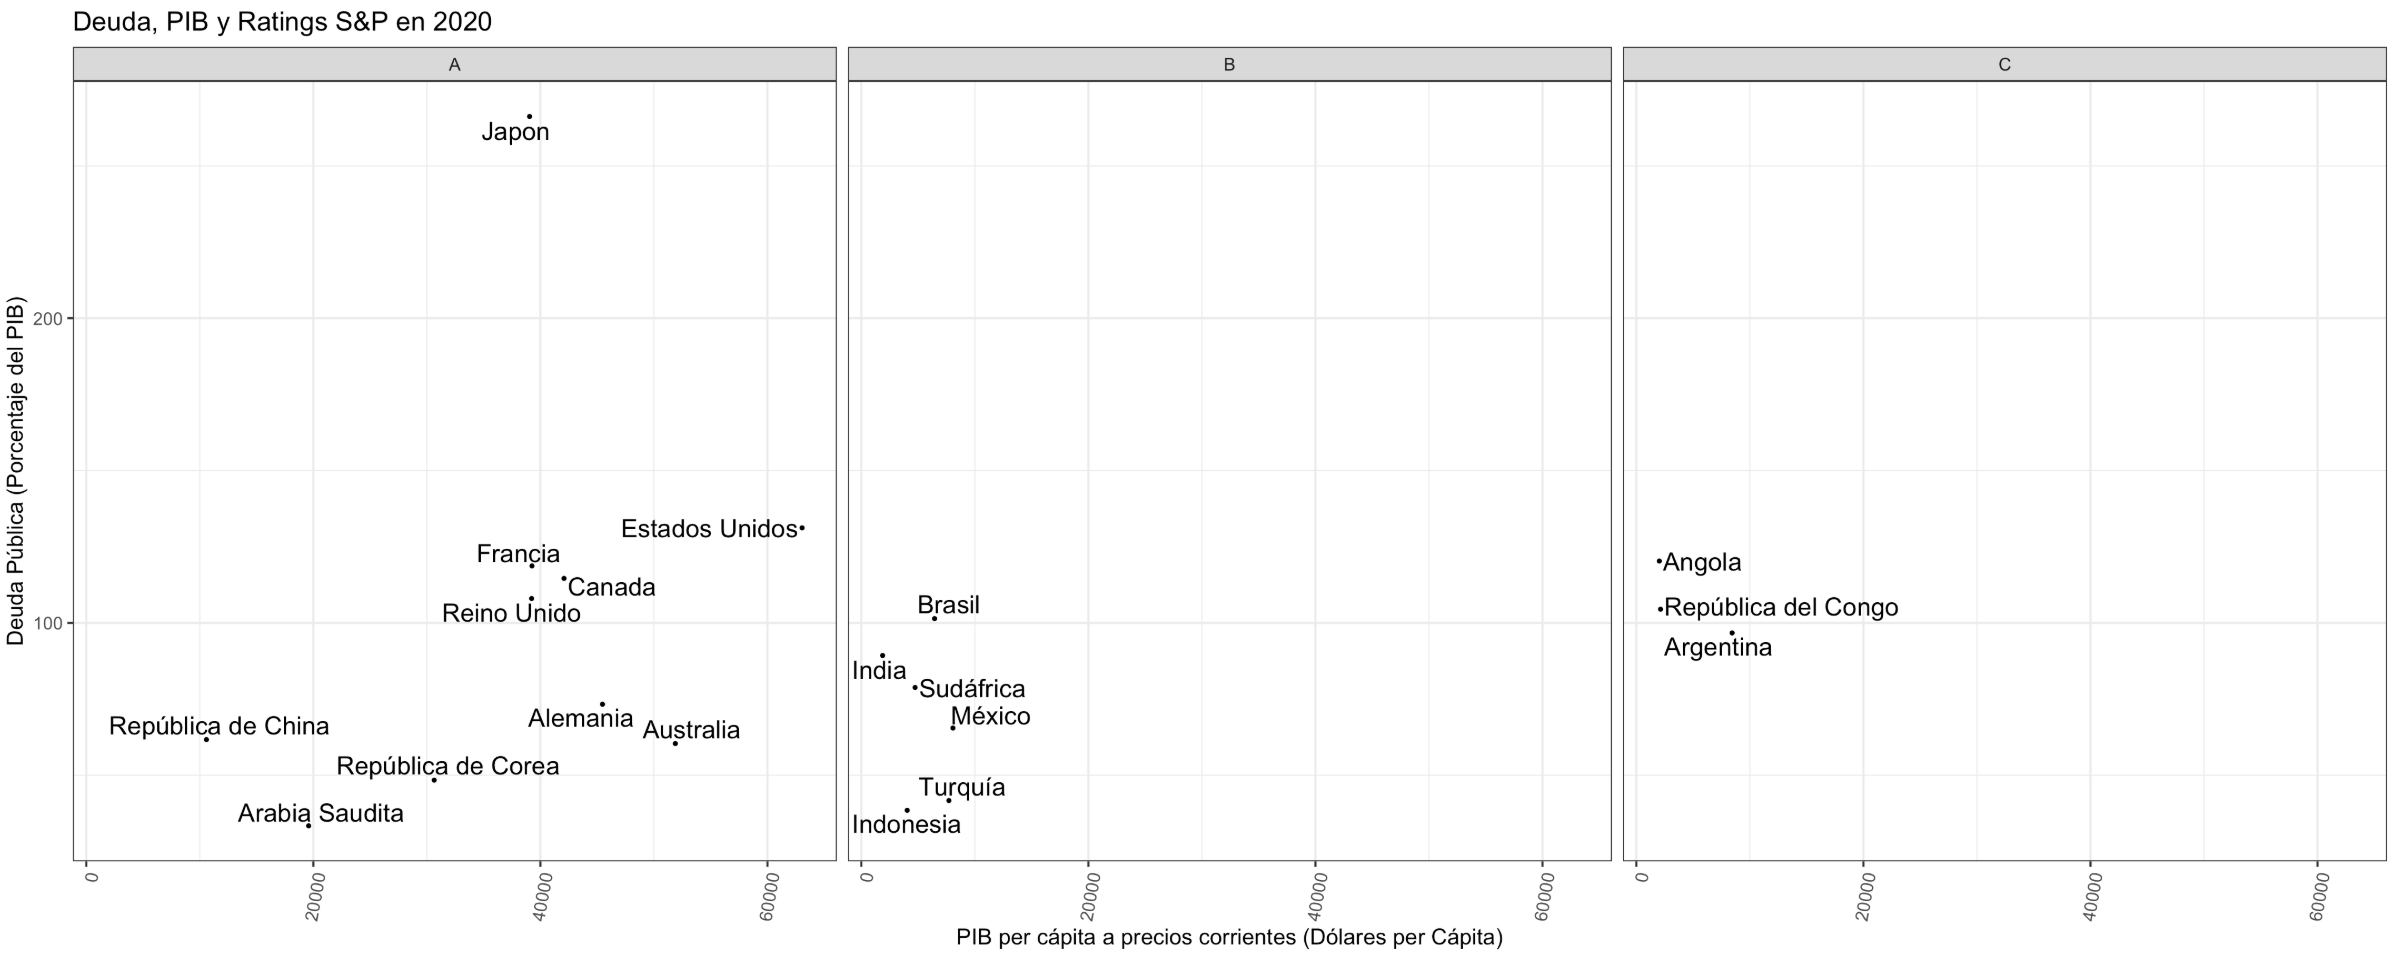 Deuda, PIB y Ratings S&P en 2020
A
B
C
Deuda Pública (Porcentaje del PIB)
200
100
Japón
Estados Unidos
Francia
Canada
Reino Unido
Alemania
Australia
República de China
República de Corea
Arabia Saudita
Brasil
India
Sudáfrica
México
Turquía
Indonesia
Angola
República del Congo
Argentina
0
20000
40000
60000
0
20000
40000
60000
0
20000
40000
60000
PIB per cápita a precios corrientes (Dólares per Cápita)